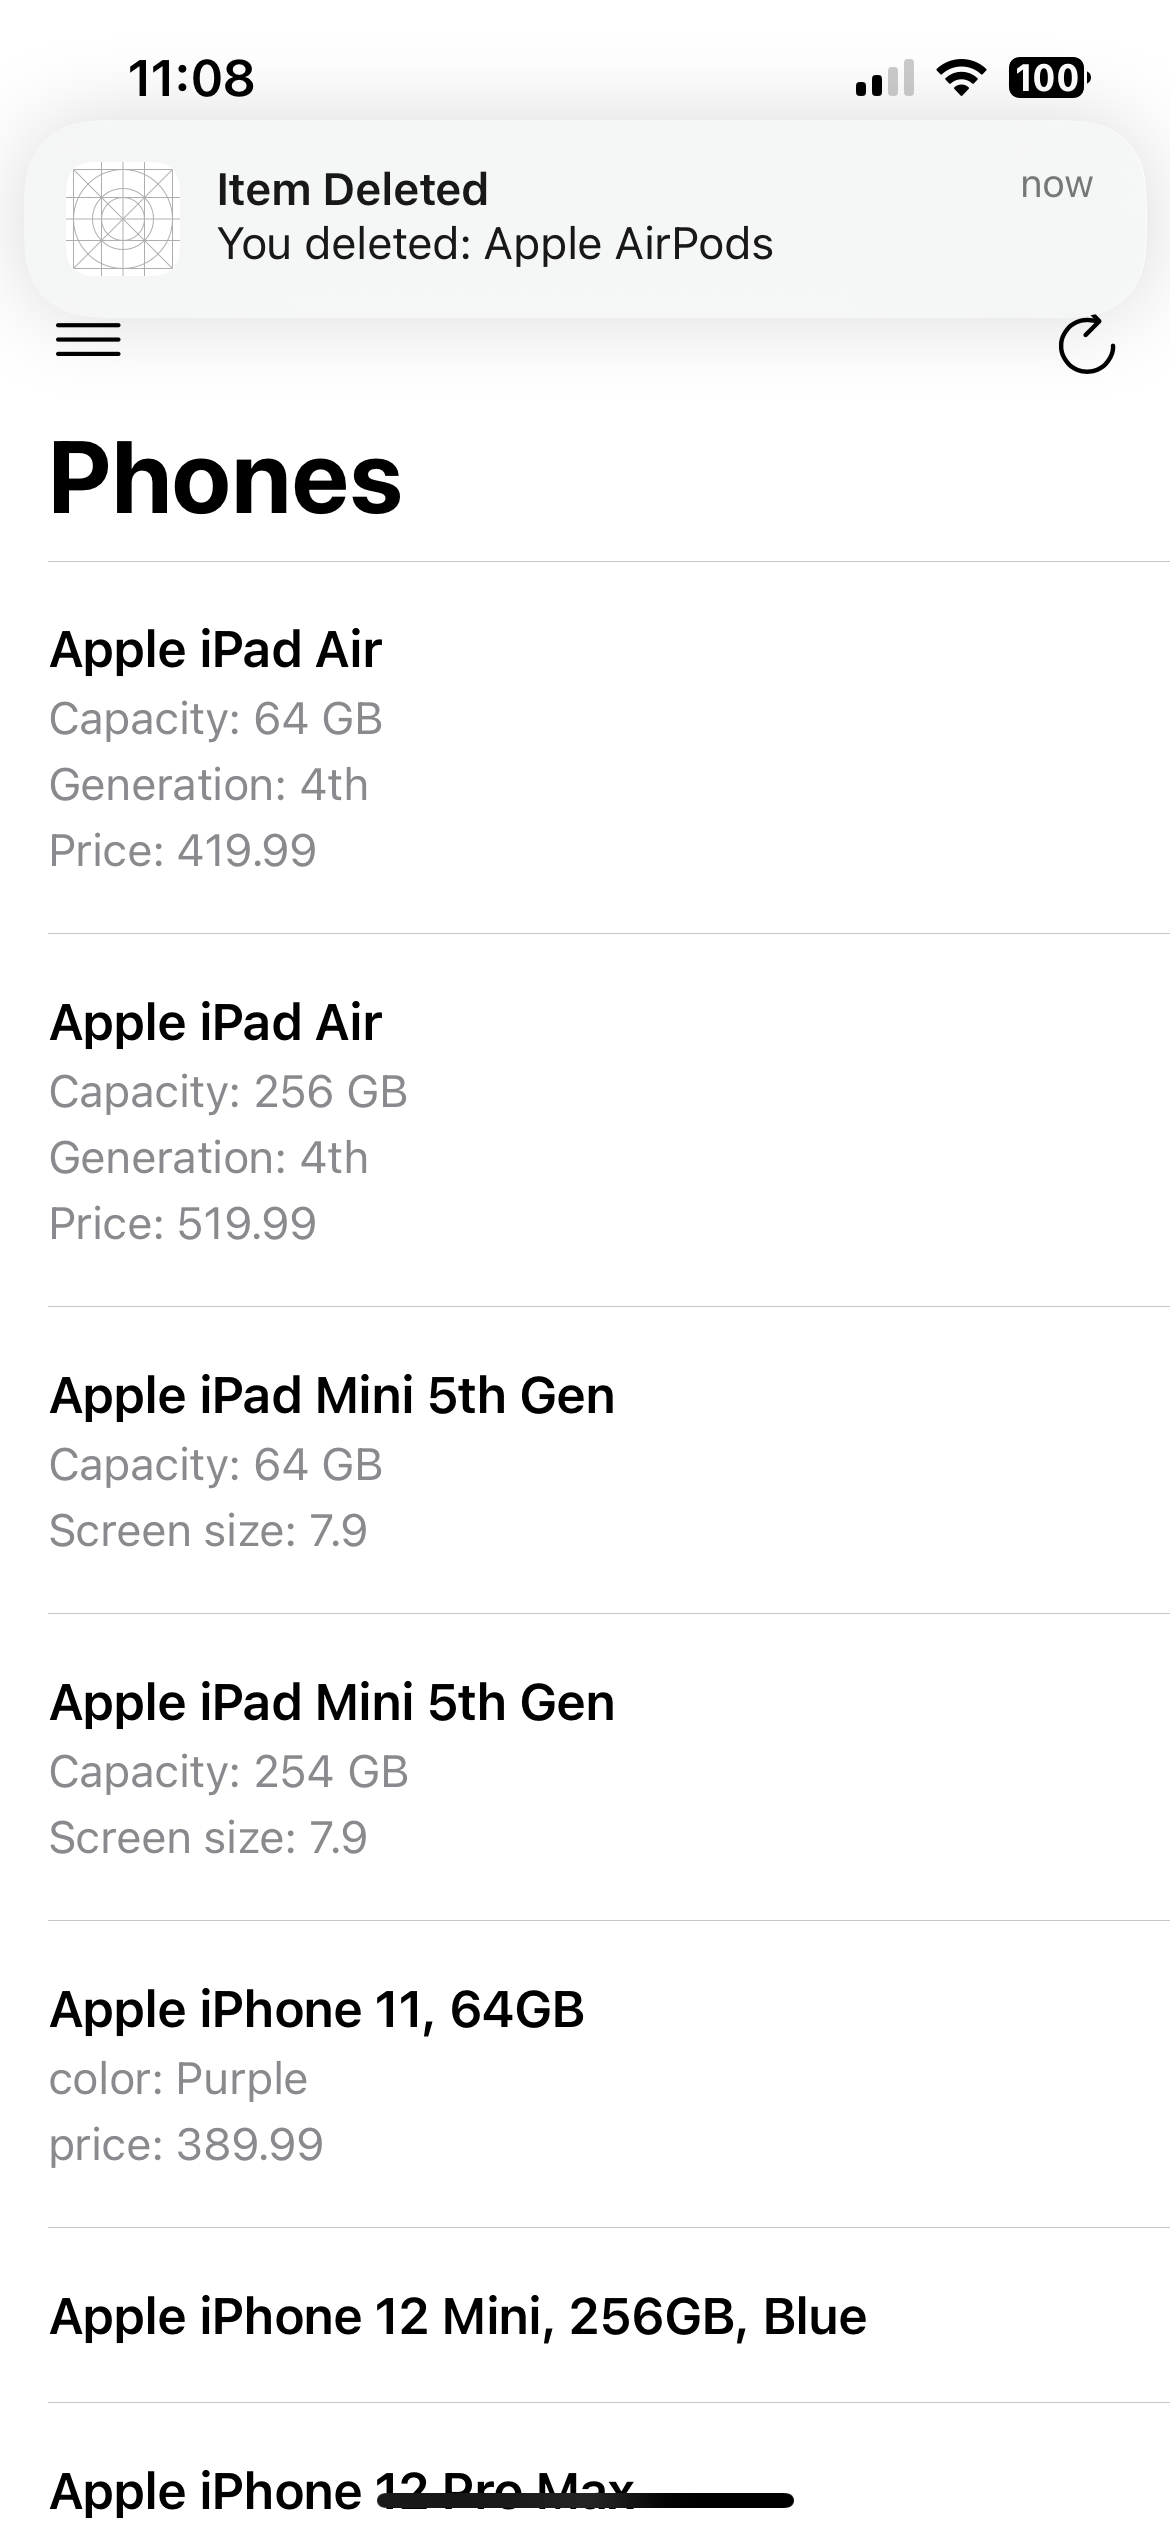 11:08
100
Item Deleted
now
You deleted: Apple AirPods
Phones
Apple iPad Air
Capacity: 64 GB
Generation: 4th
Price: 419.99
Apple iPad Air
Capacity: 256 GB
Generation: 4th
Price: 519.99
Apple iPad Mini 5th Gen
Capacity: 64 GB
Screen size: 7.9
Apple iPad Mini 5th Gen
Capacity: 254 GB
Screen size: 7.9
Apple iPhone 11, 64GB
color: Purple
price: 389.99
Apple iPhone 12 Mini, 256GB, Blue
Apple iPhone 12 Pro Max